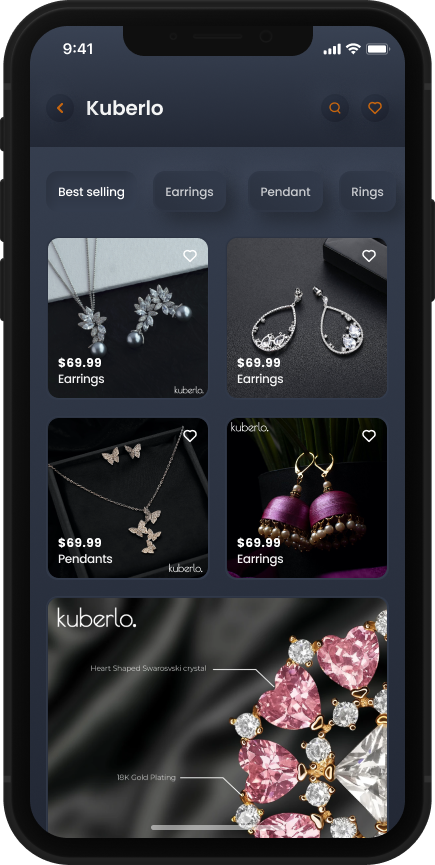 9:41
Kuberlo
Best selling
Earrings
Pendant
Rings
$69.99
Earrings
kuberlo.
$69.99
Earrings
$69.99
Pendants
kuberlo.
kuberlo.
$69.99
Earrings
kuberlo.
Heart Shaped Swarosvski crystal
18K Gold Plating